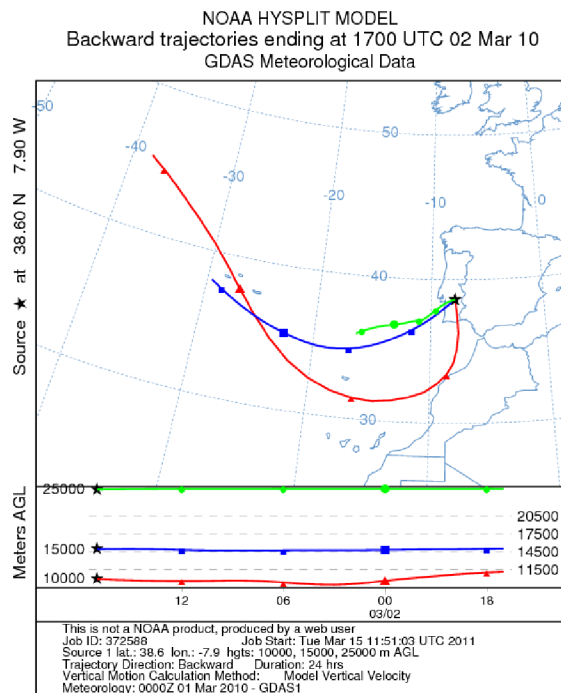 NOAA HYSPLIT MODEL
Backward trajectories ending at 1700 UTC 02 Mar 10
GDAS Meteorological Data
Source ★ at 38.60 N 7.90 W
-50
-40
-30
-20
-10
0
50
40
30
Meters AGL
25000
15000
10000
20500
17500
14500
11500
12 06 00 18
03/02
This is not a NOAA product, produced by a web user
Job ID: 372588 Job Start: Tue Mar 15 11:51:03 UTC 2011
Source 1 lat.: 38.6 lon.: -7.9 hgts: 10000, 15000, 25000 m AGL
Trajectory Direction: Backward Duration: 24 hrs
Vertical Motion Calculation Method: Model Vertical Velocity
Meteorology: 0000Z 01 Mar 2010 - GDAS1